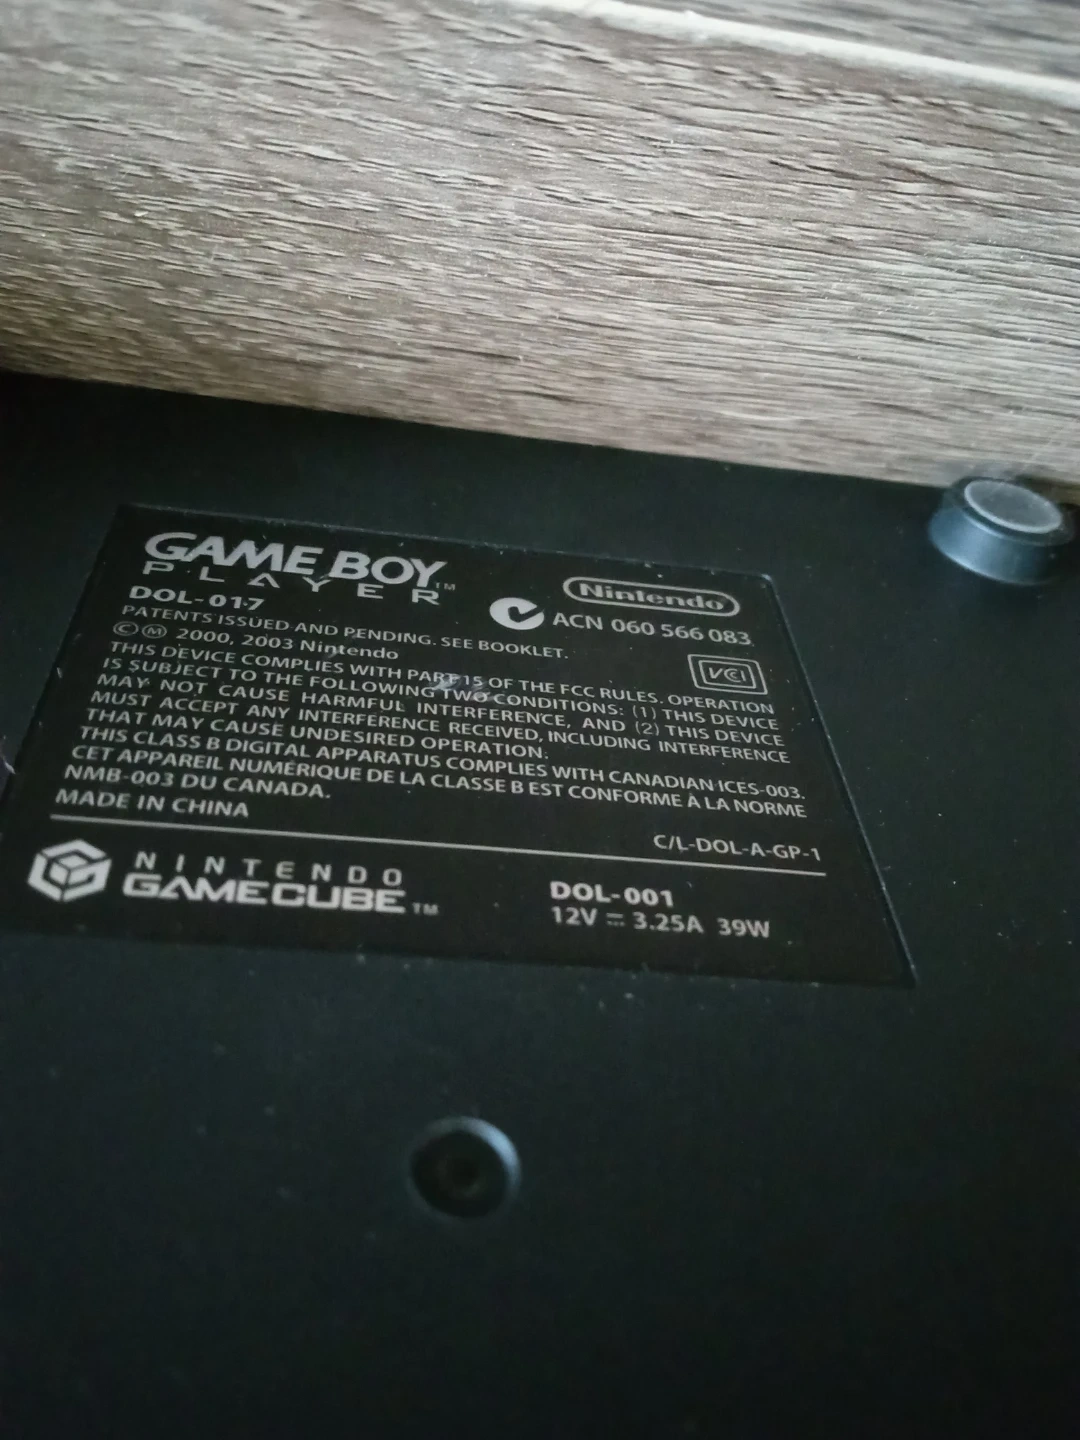 GAME BOY
PLAYER™
Nintendo
DOL-017
ACN 060 566 083
PATENTS ISSUED AND PENDING. SEE BOOKLET.
©Ⓜ 2000, 2003 Nintendo
VCI
THIS DEVICE COMPLIES WITH PART 15 OF THE FCC RULES. OPERATION
IS SUBJECT TO THE FOLLOWING TWO CONDITIONS: (1) THIS DEVICE
MAY NOT CAUSE HARMFUL INTERFERENCE, AND (2) THIS DEVICE
MUST ACCEPT ANY INTERFERENCE RECEIVED, INCLUDING INTERFERENCE
THAT MAY CAUSE UNDESIRED OPERATION.
THIS CLASS B DIGITAL APPARATUS COMPLIES WITH CANADIAN ICES-003.
CET APPAREIL NUMÉRIQUE DE LA CLASSE B EST CONFORME À LA NORME
NMB-003 DU CANADA.
MADE IN CHINA
C/L-DOL-A-GP-1
NINTENDO
GAMECUBE™
DOL-001
12V ⎓ 3.25A 39W